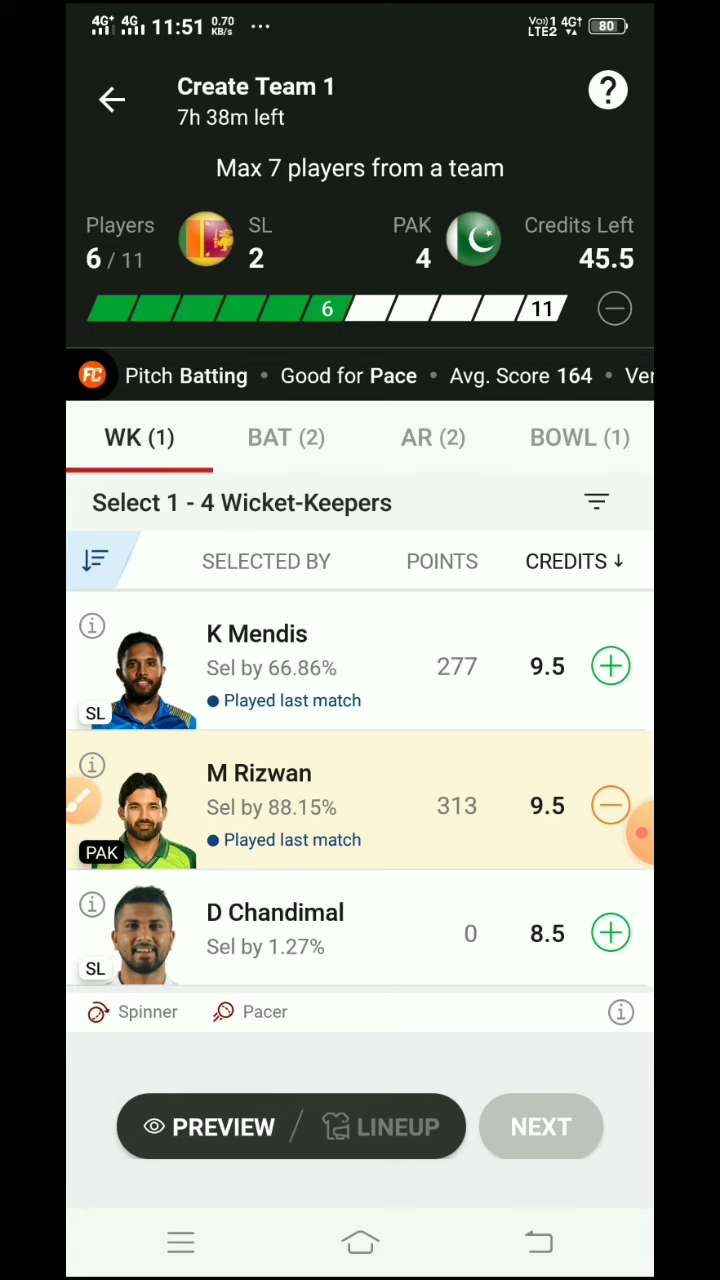 4G+ 4G 11:51 0.70 KB/s ... Vo)) 1 LTE2 4G 80
Create Team 1
7h 38m left
?
Max 7 players from a team
Players SL PAK Credits Left
6 / 11 2 4 45.5
6 11
FC Pitch Batting • Good for Pace • Avg. Score 164 • Ver
WK (1) BAT (2) AR (2) BOWL (1)
Select 1 - 4 Wicket-Keepers
SELECTED BY POINTS CREDITS ↓
K Mendis
Sel by 66.86% 277 9.5
Played last match
SL
M Rizwan
Sel by 88.15% 313 9.5
Played last match
PAK
D Chandimal
Sel by 1.27% 0 8.5
SL
Spinner Pacer
PREVIEW / LINEUP NEXT